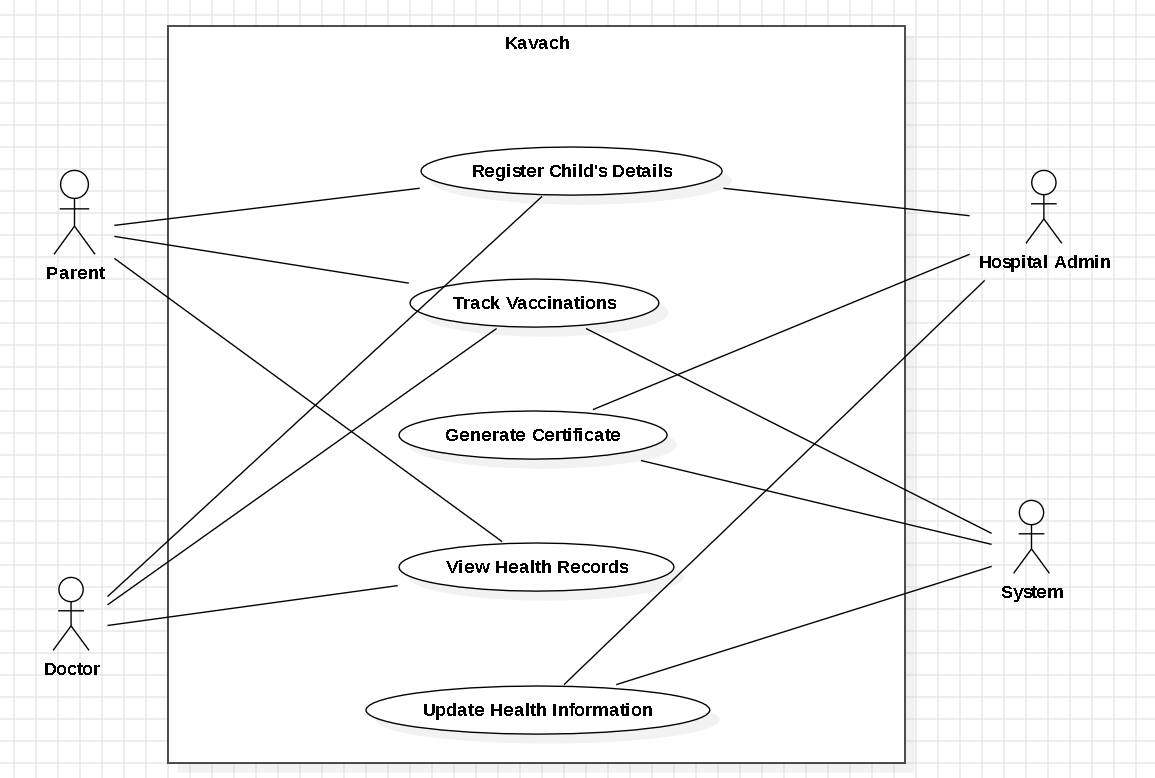 Kavach
Register Child's Details
Parent
Hospital Admin
Track Vaccinations
Generate Certificate
View Health Records
System
Doctor
Update Health Information